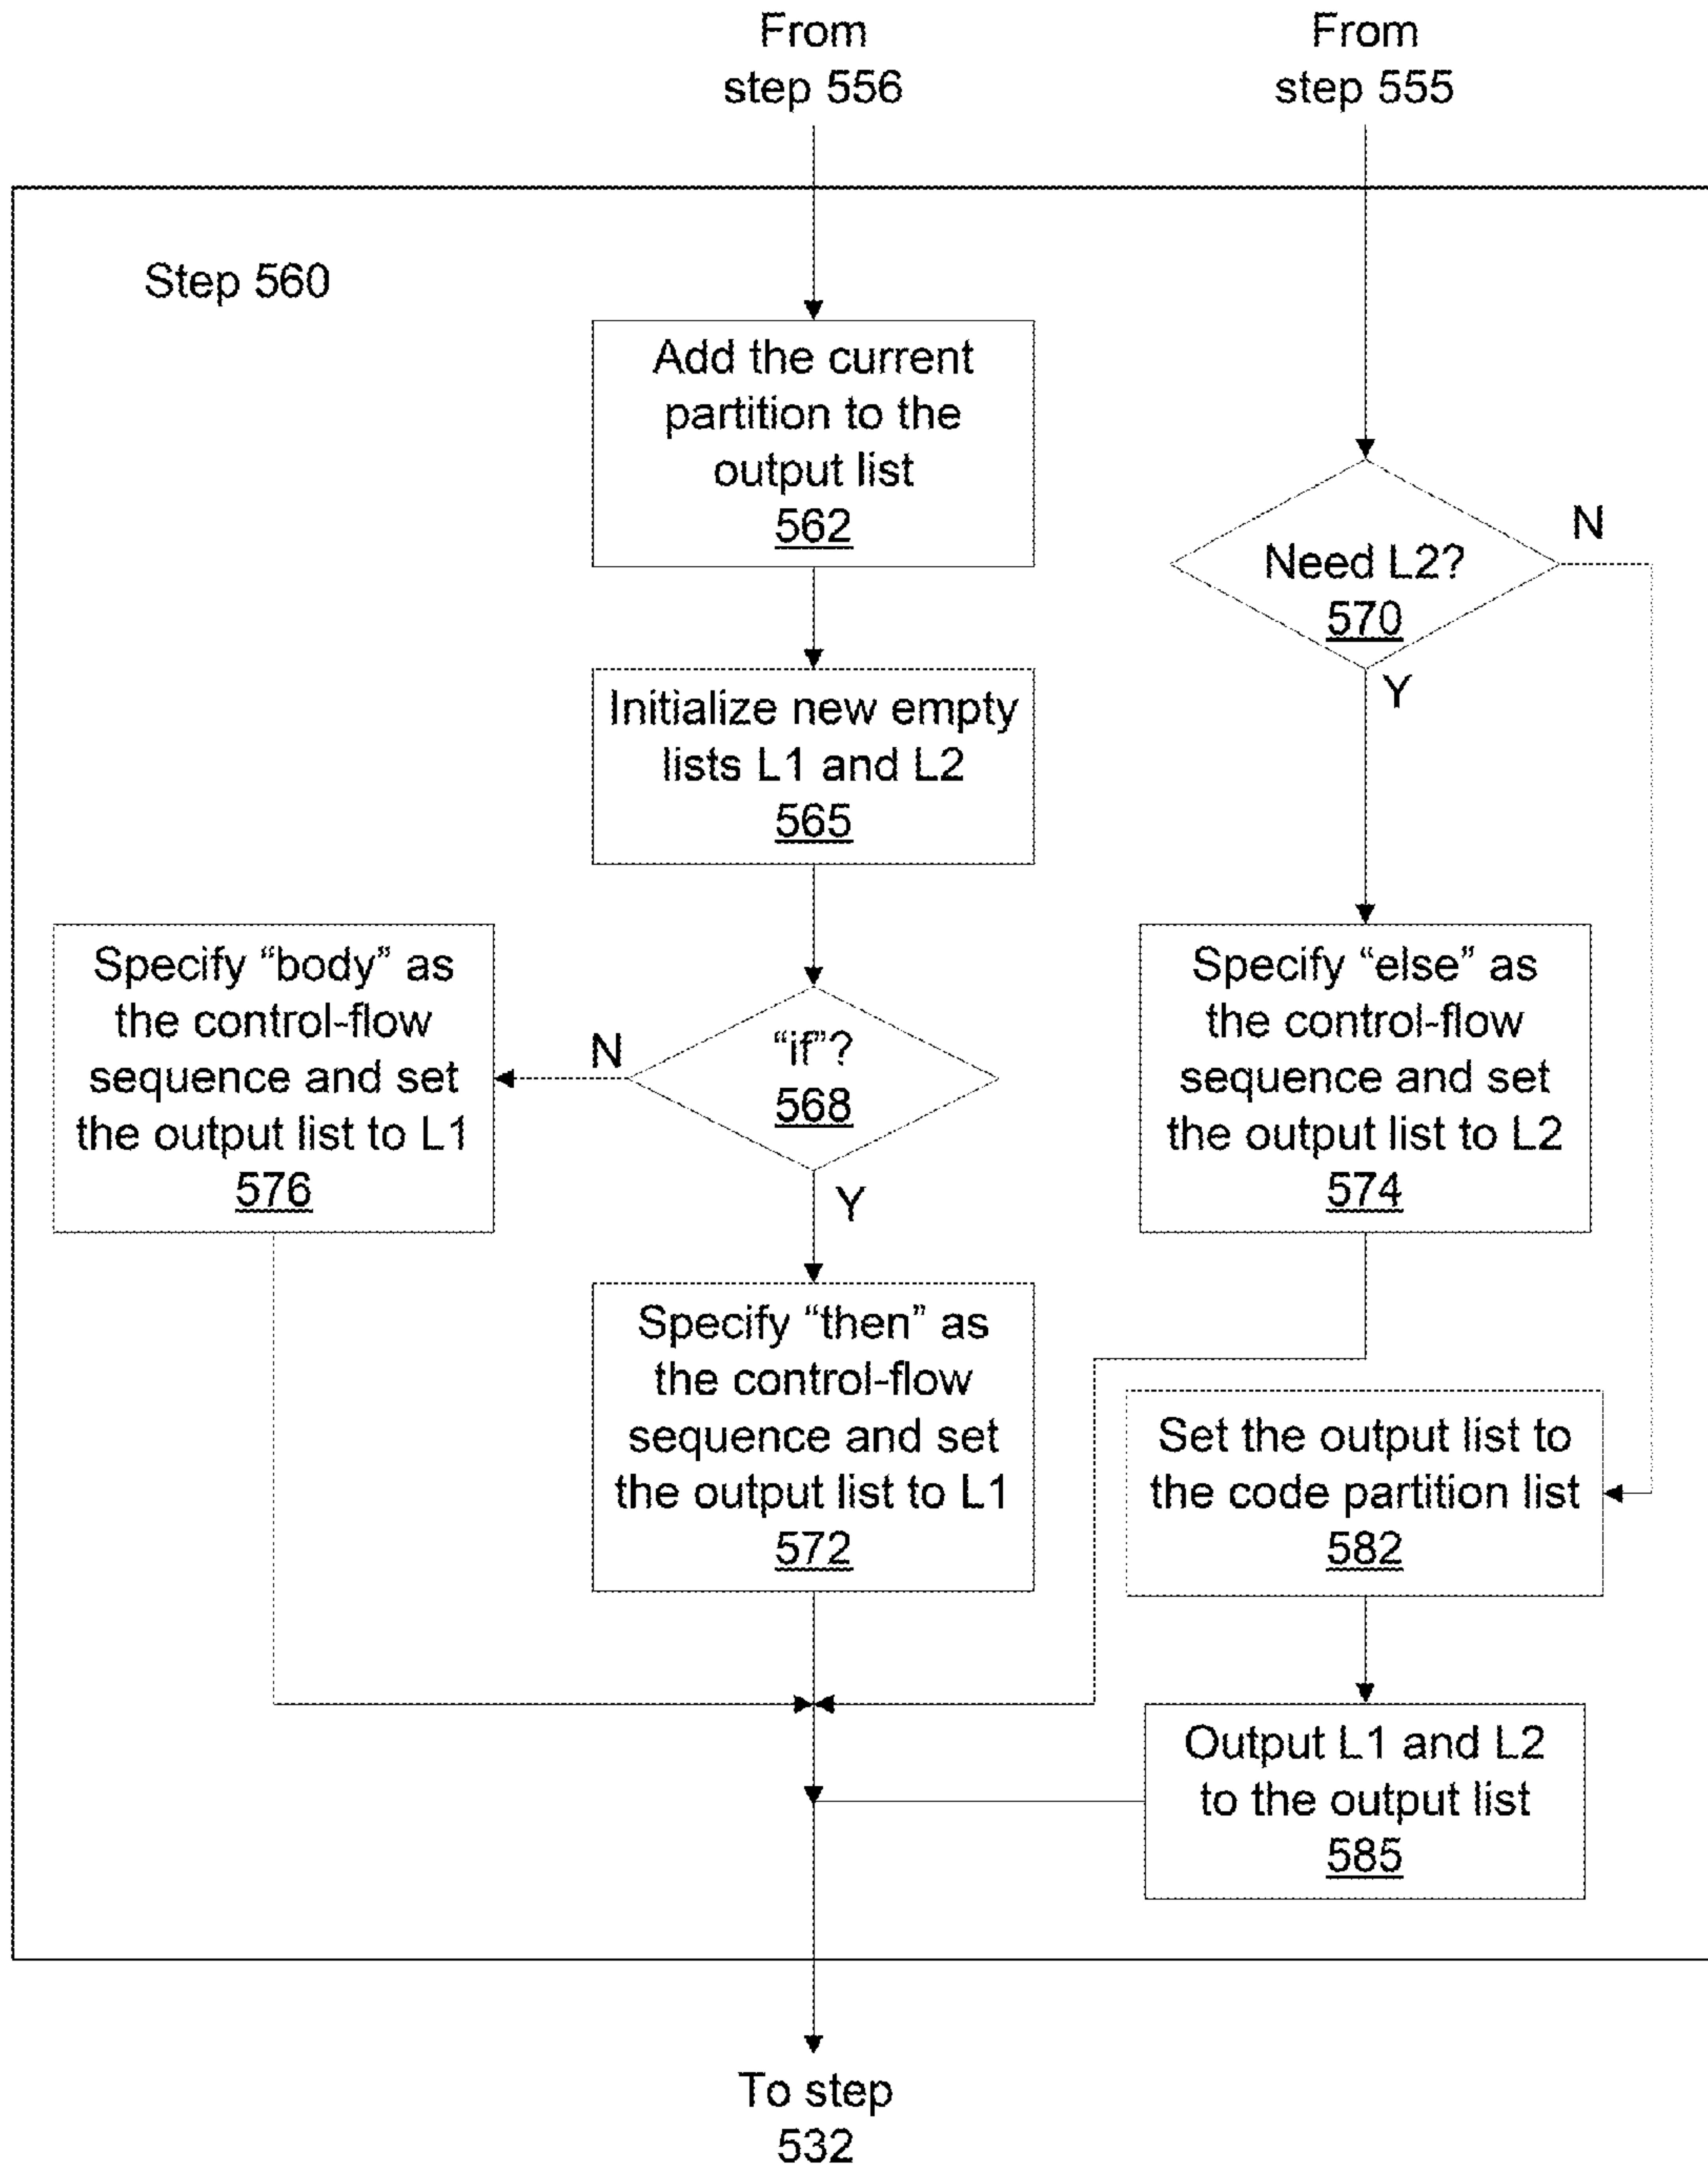 From
step 556
From
step 555
Step 560
Add the current
partition to the
output list
562
N
Need L2?
570
Y
Initialize new empty
lists L1 and L2
565
Specify “body” as
the control-flow
sequence and set
the output list to L1
576
N
“if”?
568
Y
Specify “else” as
the control-flow
sequence and set
the output list to L2
574
Specify “then” as
the control-flow
sequence and set
the output list to L1
572
Set the output list to
the code partition list
582
Output L1 and L2
to the output list
585
To step
532